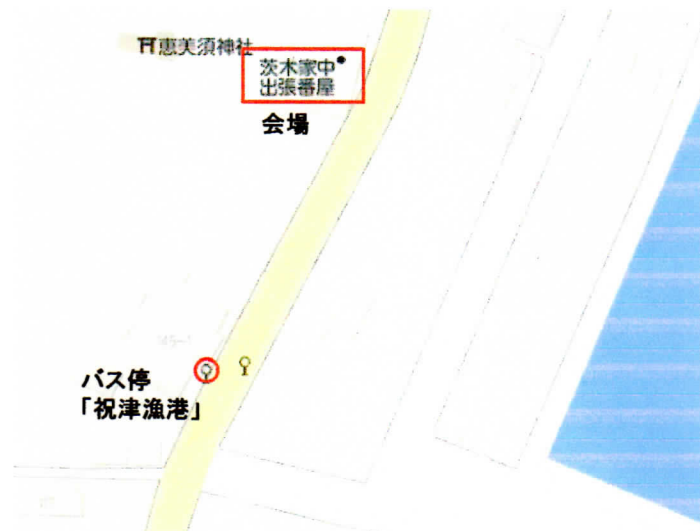 恵美須神社
茨木家中
出張番屋
会場
バス停
「祝津漁港」